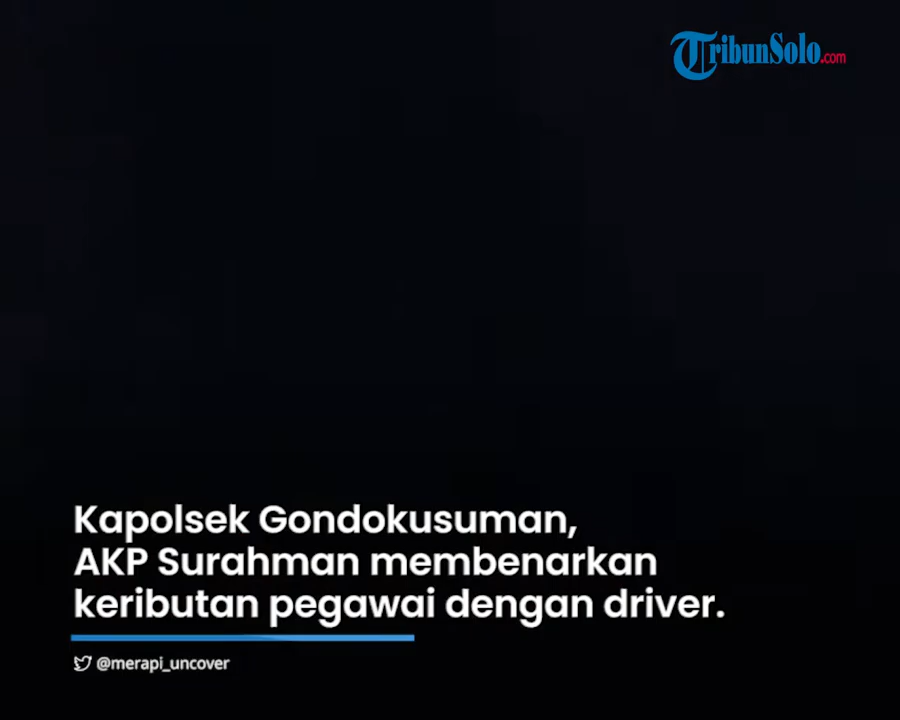 TribunSolo.com
Kapolsek Gondokusuman,
AKP Surahman membenarkan
keributan pegawai dengan driver.
@merapi_uncover